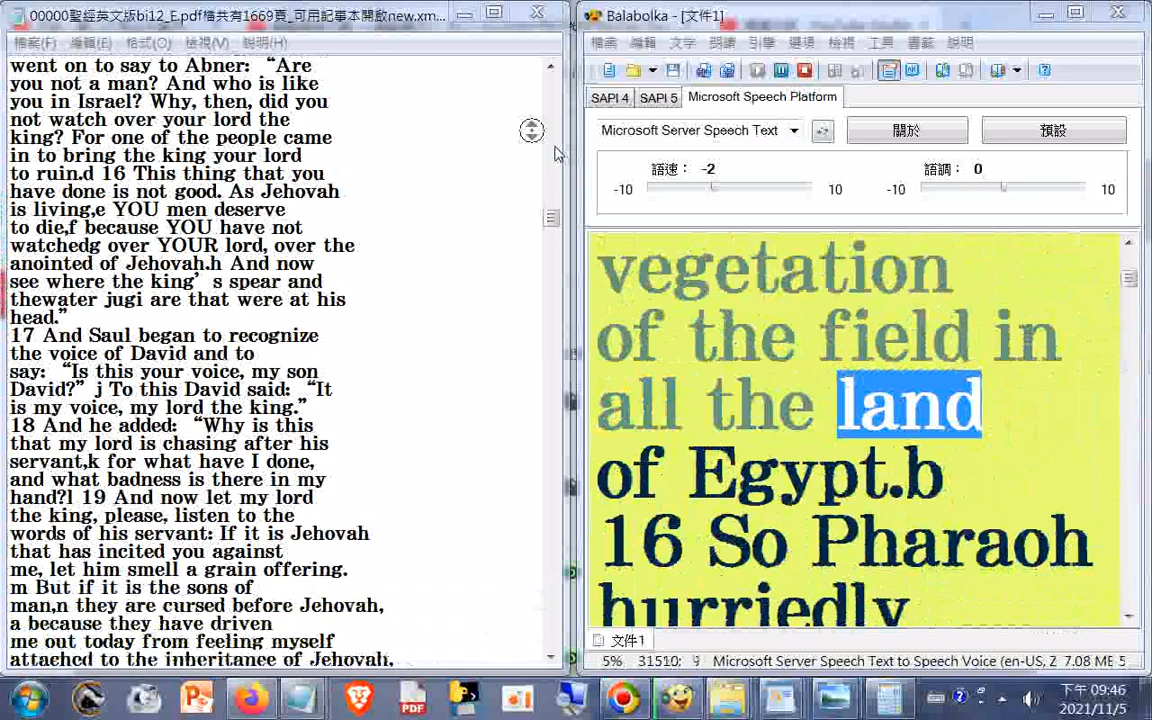 00000聖經英文版bi12_E.pdf檔共有1669頁_可用記事本開啟new.xm...
檔案(F) 編輯(E) 格式(O) 檢視(V) 說明(H)
went on to say to Abner: “Are
you not a man? And who is like
you in Israel? Why, then, did you
not watch over your lord the
king? For one of the people came
in to bring the king your lord
to ruin.d 16 This thing that you
have done is not good. As Jehovah
is living,e YOU men deserve
to die,f because YOU have not
watchedg over YOUR lord, over the
anointed of Jehovah.h And now
see where the king’s spear and
thewater jugi are that were at his
head.”
17 And Saul began to recognize
the voice of David and to
say: “Is this your voice, my son
David?” j To this David said: “It
is my voice, my lord the king.”
18 And he added: “Why is this
that my lord is chasing after his
servant,k for what have I done,
and what badness is there in my
hand?l 19 And now let my lord
the king, please, listen to the
words of his servant: If it is Jehovah
that has incited you against
me, let him smell a grain offering.
m But if it is the sons of
man,n they are cursed before Jehovah,
a because they have driven
me out today from feeling myself
attached to the inheritance of Jehovah,
Balabolka - [文件1]
檔案 編輯 文字 朗讀 引擎 選項 檢視 工具 書籤 說明
SAPI 4 SAPI 5 Microsoft Speech Platform
Microsoft Server Speech Text 關於 預設
語速： -2 語調： 0
-10 10 -10 10
vegetation
of the field in
all the land
of Egypt.b
16 So Pharaoh
hurriedly
文件1
5% 31510: 9 Microsoft Server Speech Text to Speech Voice (en-US, Z 7.08 MB 5
下午 09:46
2021/11/5